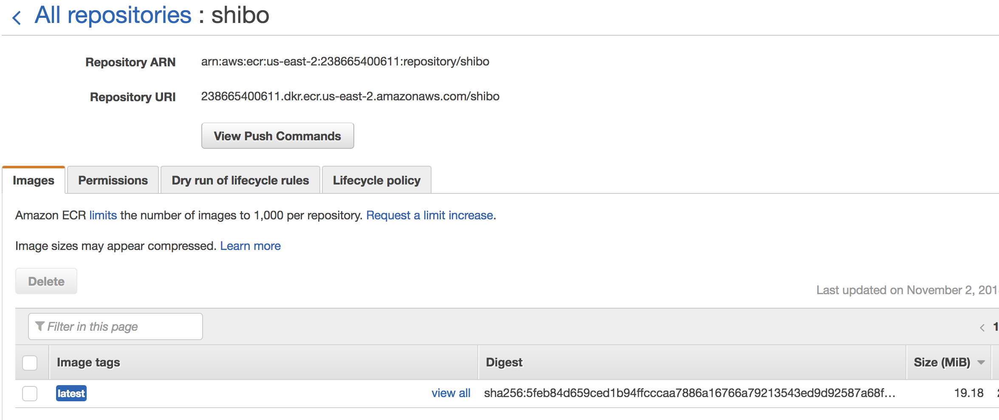 All repositories : shibo
Repository ARN arn:aws:ecr:us-east-2:238665400611:repository/shibo
Repository URI 238665400611.dkr.ecr.us-east-2.amazonaws.com/shibo
View Push Commands
Images Permissions Dry run of lifecycle rules Lifecycle policy
Amazon ECR limits the number of images to 1,000 per repository. Request a limit increase.
Image sizes may appear compressed. Learn more
Delete
Last updated on November 2, 201
Filter in this page
< 1
Image tags Digest Size (MiB)
latest view all sha256:5feb84d659ced1b94ffcccaa7886a16766a79213543ed9d92587a68f... 19.18